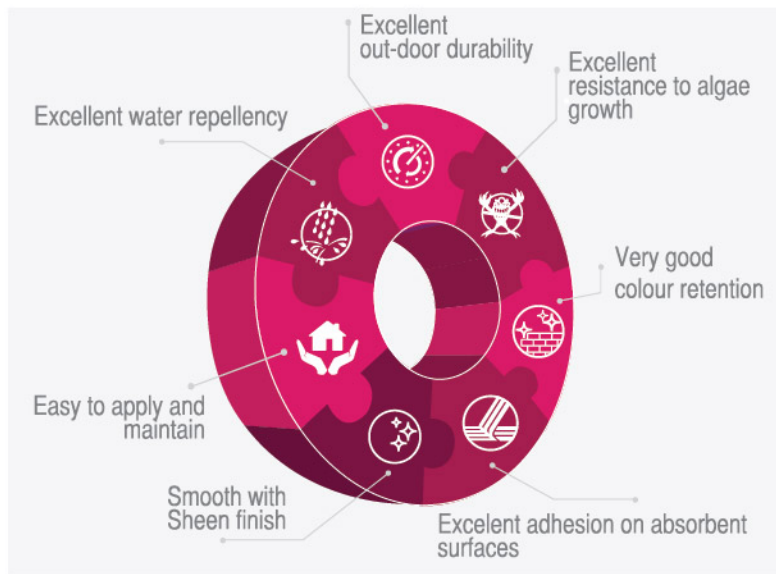 Excellent
out-door durability
Excellent
resistance to algae
growth
Excellent water repellency
Very good
colour retention
Easy to apply and
maintain
Smooth with
Sheen finish
Excelent adhesion on absorbent
surfaces